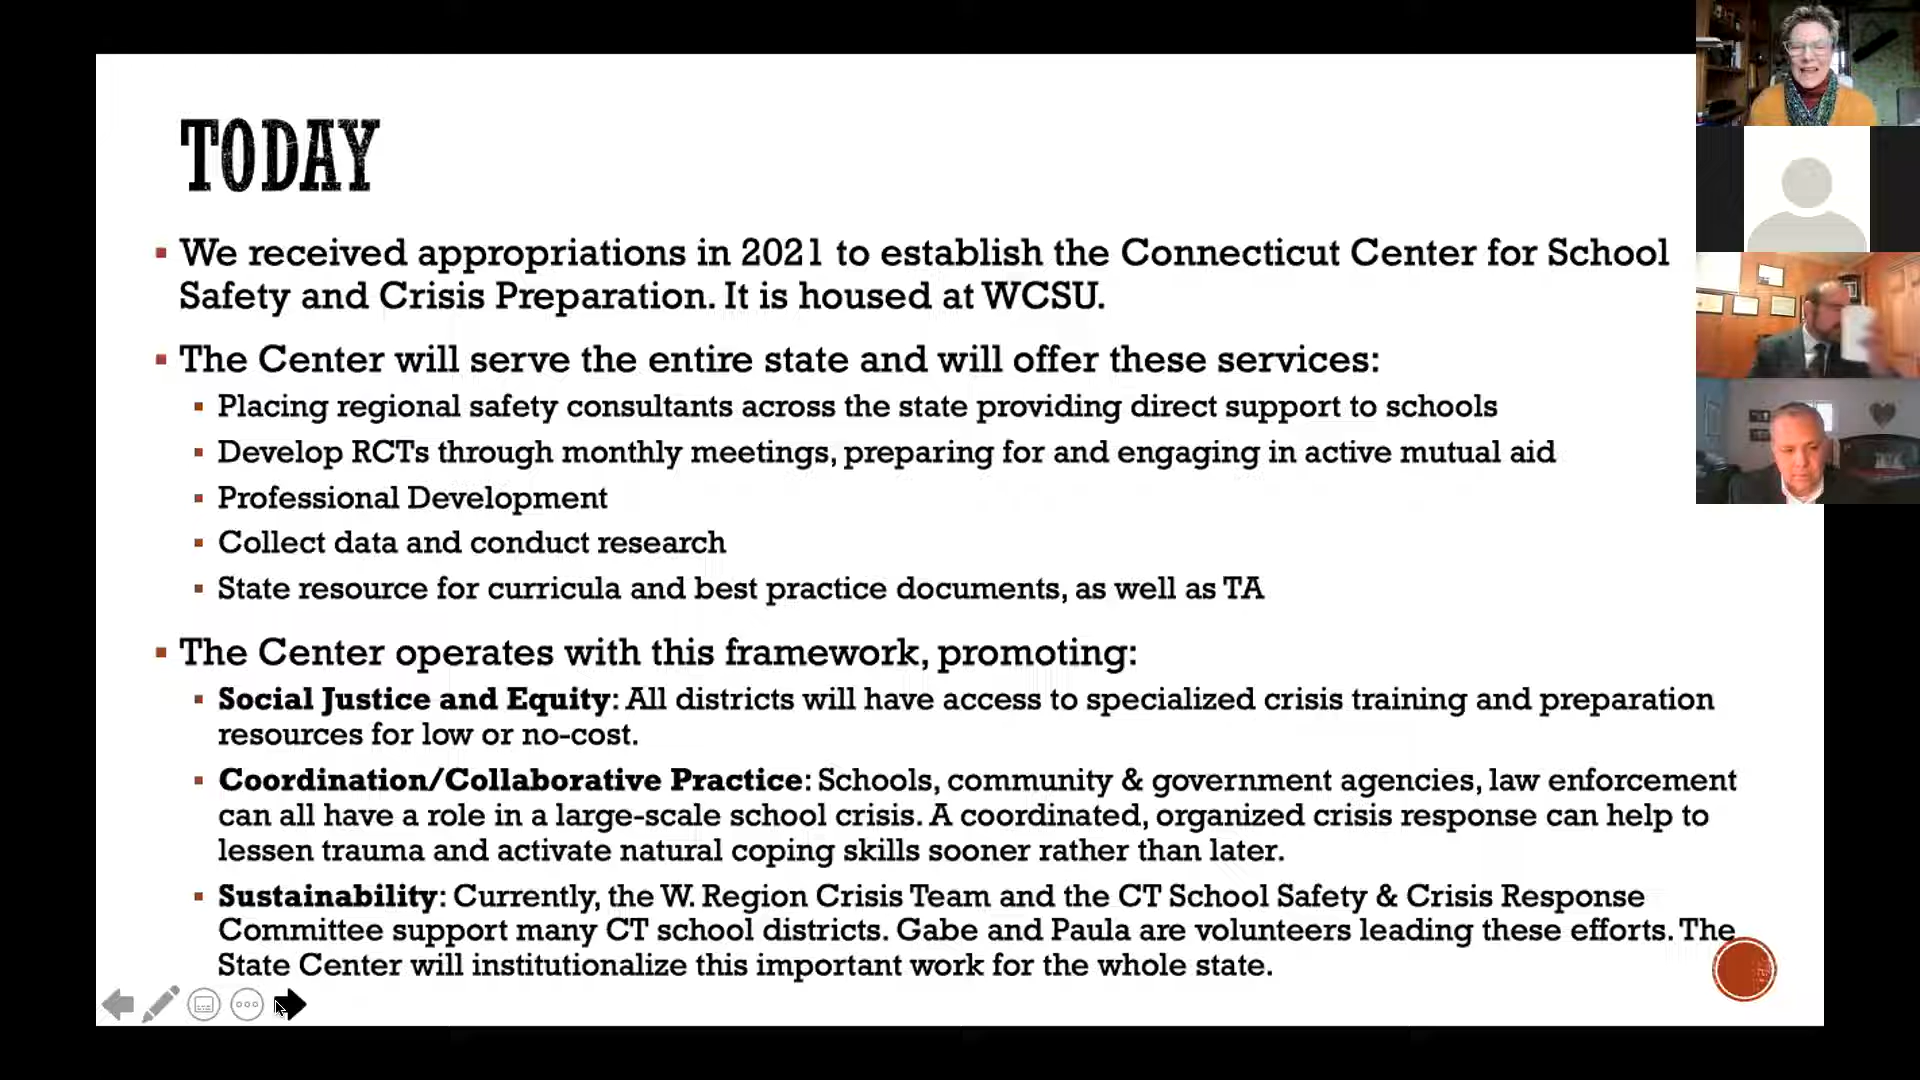 TODAY
We received appropriations in 2021 to establish the Connecticut Center for School
Safety and Crisis Preparation. It is housed at WCSU.
The Center will serve the entire state and will offer these services:
Placing regional safety consultants across the state providing direct support to schools
Develop RCTs through monthly meetings, preparing for and engaging in active mutual aid
Professional Development
Collect data and conduct research
State resource for curricula and best practice documents, as well as TA
The Center operates with this framework, promoting:
Social Justice and Equity: All districts will have access to specialized crisis training and preparation
resources for low or no-cost.
Coordination/Collaborative Practice: Schools, community & government agencies, law enforcement
can all have a role in a large-scale school crisis. A coordinated, organized crisis response can help to
lessen trauma and activate natural coping skills sooner rather than later.
Sustainability: Currently, the W. Region Crisis Team and the CT School Safety & Crisis Response
Committee support many CT school districts. Gabe and Paula are volunteers leading these efforts. The
State Center will institutionalize this important work for the whole state.